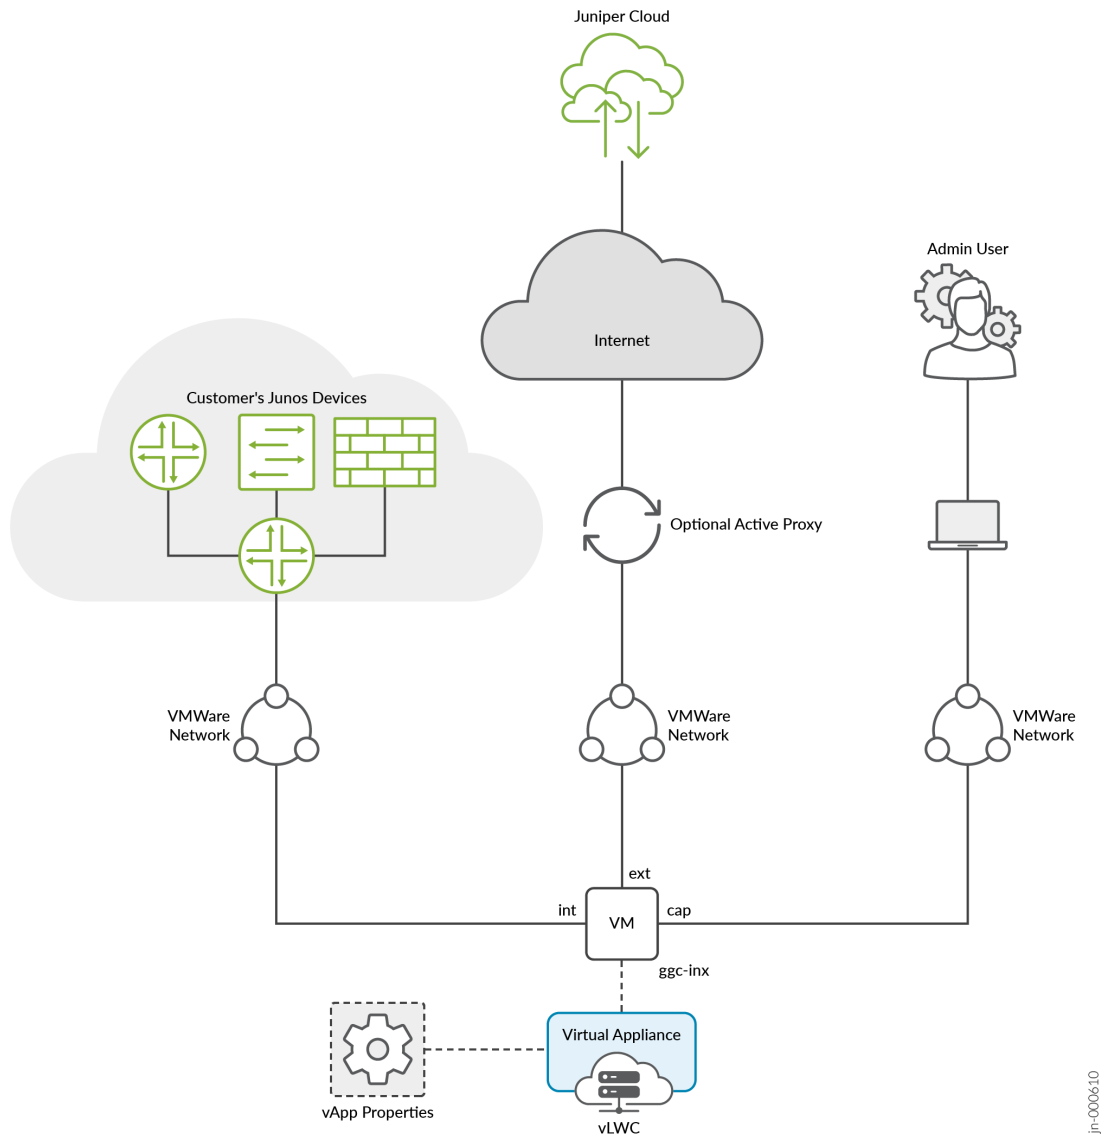 Juniper Cloud
Admin User
Internet
Customer's Junos Devices
Optional Active Proxy
VMWare
Network
VMWare
Network
VMWare
Network
ext
int
VM
cap
ggc-inx
Virtual Appliance
vApp Properties
vLWC
jn-000610